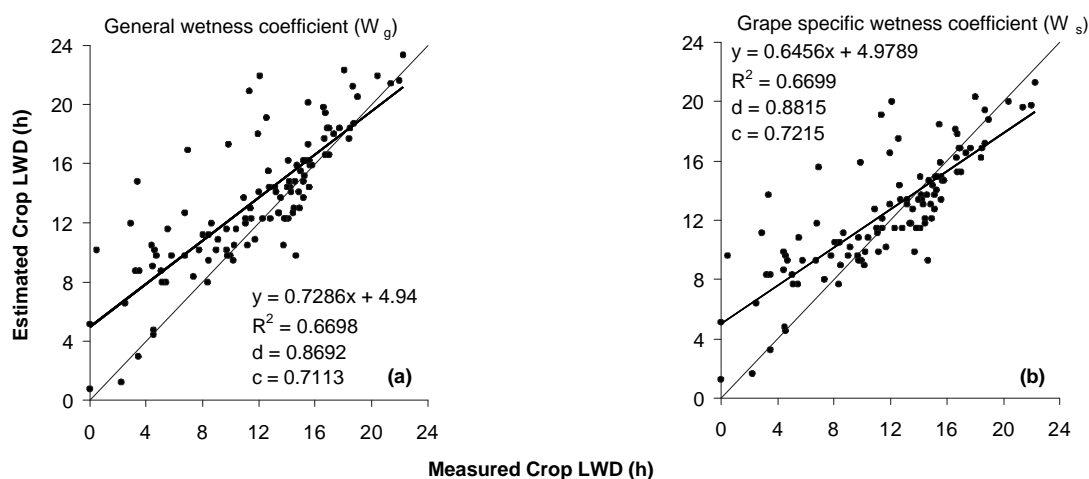 General wetness coefficient (W g)
24
20
16
12
8
4
0
Estimated Crop LWD (h)
y = 0.7286x + 4.94
R2 = 0.6698
d = 0.8692
c = 0.7113
(a)
0 4 8 12 16 20 24
Grape specific wetness coefficient (W s)
24
20
16
12
8
4
0
y = 0.6456x + 4.9789
R2 = 0.6699
d = 0.8815
c = 0.7215
(b)
0 4 8 12 16 20 24
Measured Crop LWD (h)